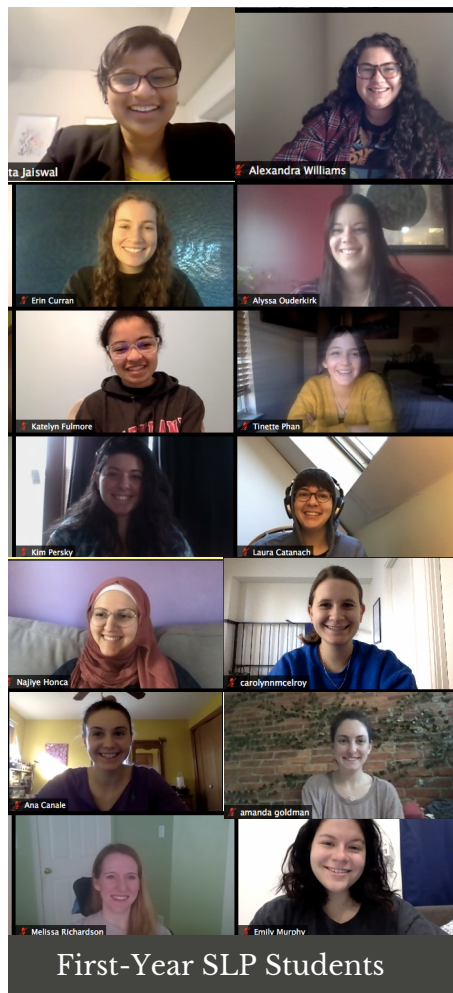 ta Jaiswal
Alexandra Williams
Erin Curran
Alyssa Ouderkirk
Katelyn Fulmore
Tinette Phan
Kim Persky
Laura Catanach
Najiye Honca
carolynnmcelroy
Ana Canale
amanda goldman
Melissa Richardson
Emily Murphy
First-Year SLP Students